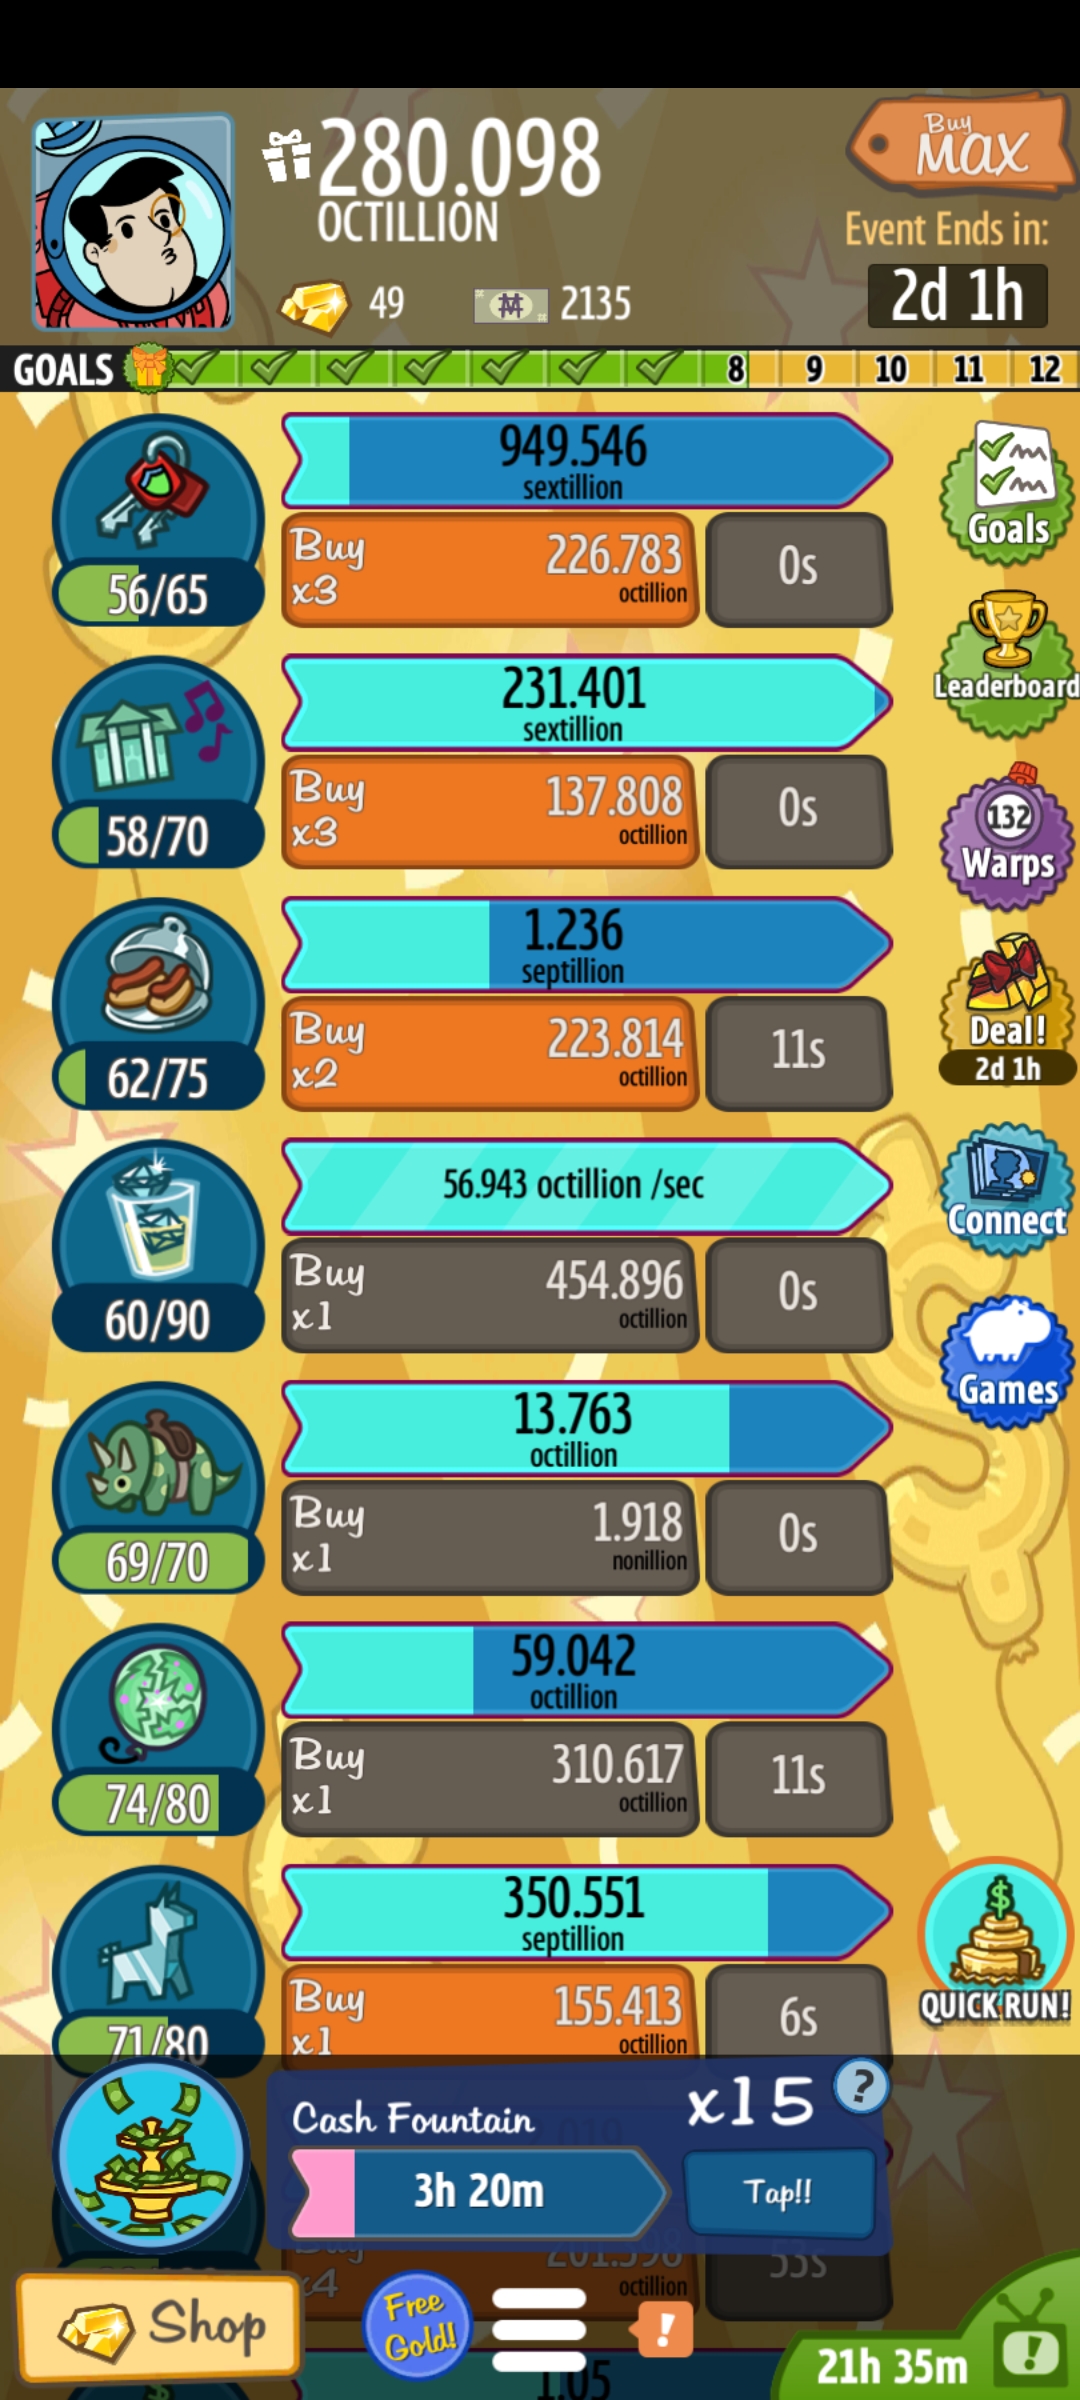 280.098
OCTILLION
Buy
MAX
Event Ends in:
2d 1h
49
2135
GOALS 8 9 10 11 12
949.546
sextillion
Buy
x3
226.783
octillion
0s
56/65
Goals
231.401
sextillion
Leaderboard
Buy
x3
137.808
octillion
0s
58/70
132
Warps
1.236
septillion
Buy
x2
223.814
octillion
11s
62/75
Deal!
2d 1h
56.943 octillion /sec
Connect
Buy
x1
454.896
octillion
0s
60/90
Games
13.763
octillion
Buy
x1
1.918
nonillion
0s
69/70
59.042
octillion
Buy
x1
310.617
octillion
11s
74/80
350.551
septillion
Buy
x1
155.413
octillion
6s
71/80
QUICK RUN!
Cash Fountain
x15
?
3h 20m
Tap!!
x4
octillion
53s
Shop
Free
Gold!
!
21h 35m
!
1.05